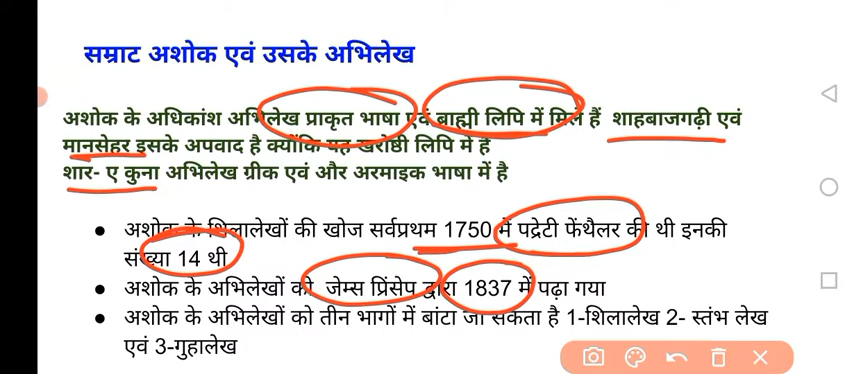 सम्राट अशोक एवं उसके अभिलेख
अशोक के अधिकांश अभिलेख प्राकृत भाषा एवं ब्राह्मी लिपि में मिले हैं शाहबाजगढ़ी एवं
मानसेहर इसके अपवाद है क्योंकि यह खरोष्ठी लिपि में है
शार- ए कुना अभिलेख ग्रीक एवं और अरमाइक भाषा में है
● अशोक के शिलालेखों की खोज सर्वप्रथम 1750 में पद्रेटी फेंथैलर की थी इनकी
संख्या 14 थी
● अशोक के अभिलेखों को जेम्स प्रिंसेप द्वारा 1837 में पढ़ा गया
● अशोक के अभिलेखों को तीन भागों में बांटा जा सकता है 1-शिलालेख 2- स्तंभ लेख
एवं 3-गुहालेख